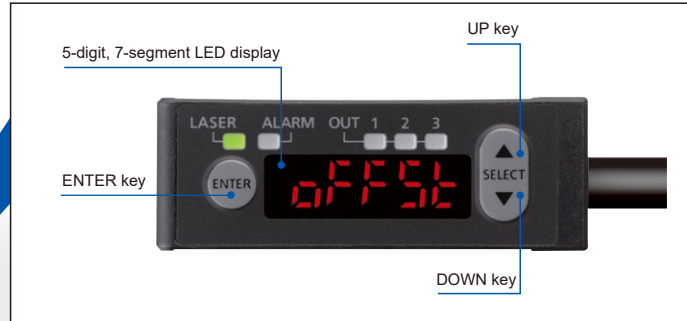 UP key
5-digit, 7-segment LED display
LASER ALARM OUT 1 2 3
ENTER key
ENTER
oFFSt
SELECT
DOWN key